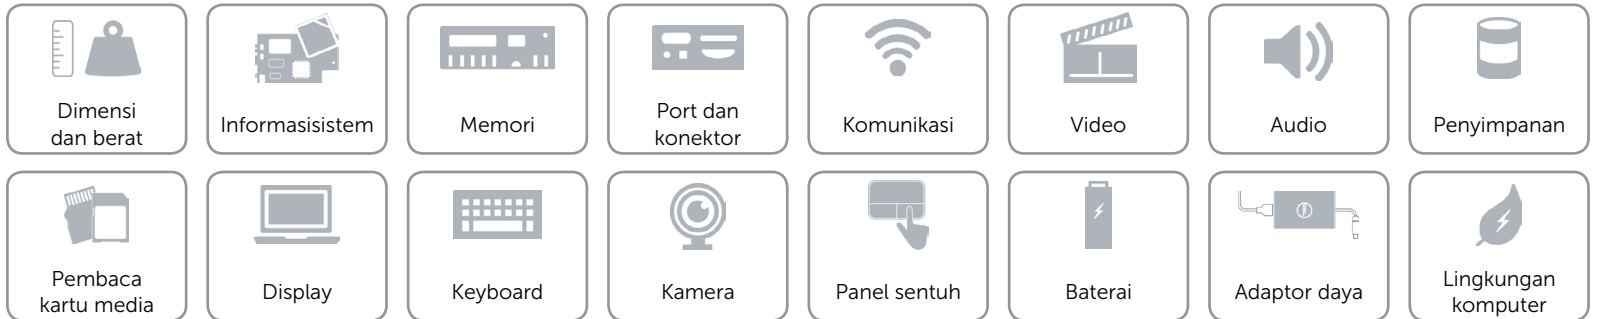 Dimensi
dan berat
Informasisistem
Memori
Port dan
konektor
Komunikasi
Video
Audio
Penyimpanan
Pembaca
kartu media
Display
Keyboard
Kamera
Panel sentuh
Baterai
Adaptor daya
Lingkungan
komputer